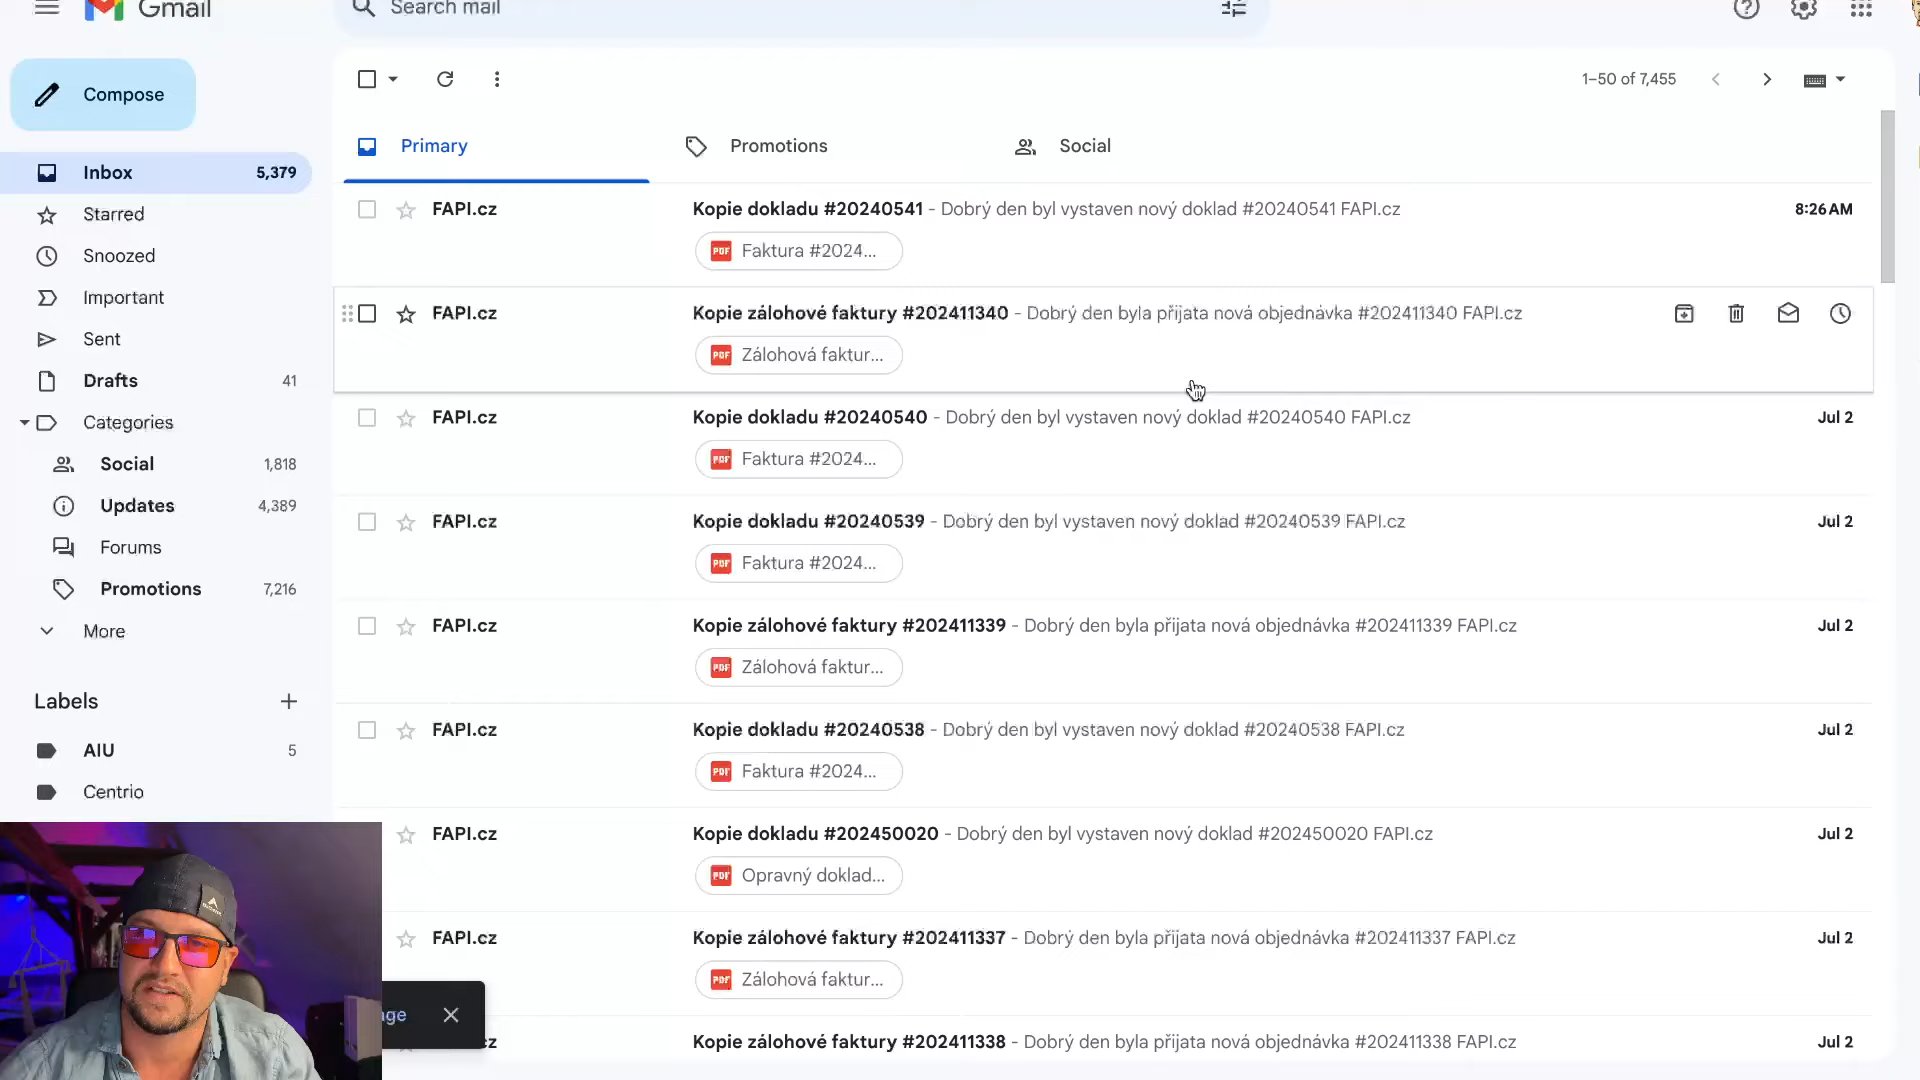 Gmail
Search mail
Compose
1–50 of 7,455
Primary
Promotions
Social
Inbox 5,379
Starred
Snoozed
Important
Sent
Drafts 41
Categories
Social 1,818
Updates 4,389
Forums
Promotions 7,216
More
Labels
AIU 5
Centrio
FAPI.cz Kopie dokladu #20240541 - Dobrý den byl vystaven nový doklad #20240541 FAPI.cz 8:26 AM
PDF Faktura #2024...
FAPI.cz Kopie zálohové faktury #202411340 - Dobrý den byla přijata nová objednávka #202411340 FAPI.cz
PDF Zálohová faktur...
FAPI.cz Kopie dokladu #20240540 - Dobrý den byl vystaven nový doklad #20240540 FAPI.cz Jul 2
PDF Faktura #2024...
FAPI.cz Kopie dokladu #20240539 - Dobrý den byl vystaven nový doklad #20240539 FAPI.cz Jul 2
PDF Faktura #2024...
FAPI.cz Kopie zálohové faktury #202411339 - Dobrý den byla přijata nová objednávka #202411339 FAPI.cz Jul 2
PDF Zálohová faktur...
FAPI.cz Kopie dokladu #20240538 - Dobrý den byl vystaven nový doklad #20240538 FAPI.cz Jul 2
PDF Faktura #2024...
FAPI.cz Kopie dokladu #202450020 - Dobrý den byl vystaven nový doklad #202450020 FAPI.cz Jul 2
PDF Opravný doklad...
FAPI.cz Kopie zálohové faktury #202411337 - Dobrý den byla přijata nová objednávka #202411337 FAPI.cz Jul 2
PDF Zálohová faktur...
cz Kopie zálohové faktury #202411338 - Dobrý den byla přijata nová objednávka #202411338 FAPI.cz Jul 2